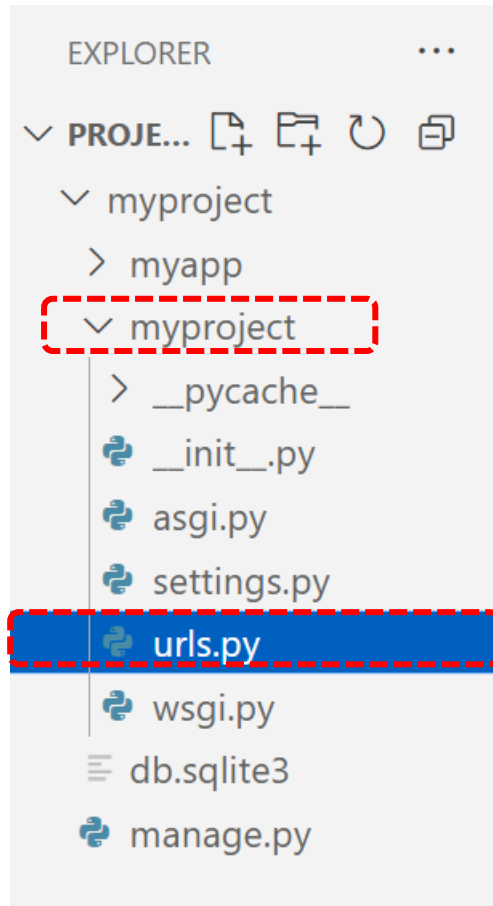 EXPLORER ...
PROJE...
myproject
myapp
myproject
__pycache__
__init__.py
asgi.py
settings.py
urls.py
wsgi.py
db.sqlite3
manage.py